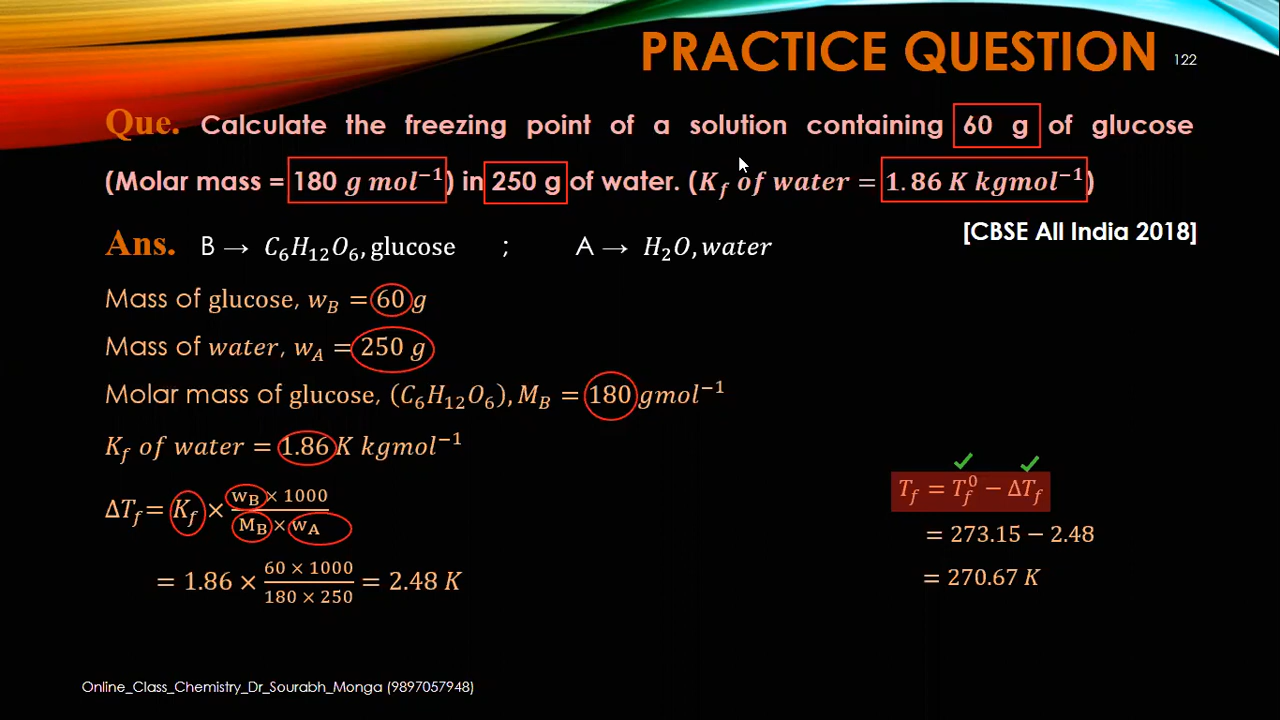 PRACTICE QUESTION 122
Que. Calculate the freezing point of a solution containing 60 g of glucose
(Molar mass = 180 g mol⁻¹) in 250 g of water. (K_f of water = 1.86 K kgmol⁻¹)
[CBSE All India 2018]
Ans. B → C₆H₁₂O₆, glucose ; A → H₂O, water
Mass of glucose, w_B = 60 g
Mass of water, w_A = 250 g
Molar mass of glucose, (C₆H₁₂O₆), M_B = 180 gmol⁻¹
K_f of water = 1.86 K kgmol⁻¹
ΔT_f = K_f × (w_B × 1000)/(M_B × w_A)
= 1.86 × (60 × 1000)/(180 × 250) = 2.48 K
T_f = T_f⁰ − ΔT_f
= 273.15 − 2.48
= 270.67 K
Online_Class_Chemistry_Dr_Sourabh_Monga (9897057948)